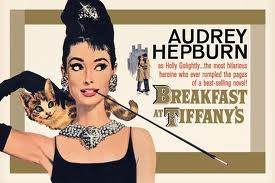 AUDREY
HEPBURN
as Holly Golightly...the most hilarious
heroine who ever rumpled the pages
of a best-selling novel!
BREAKFAST
AT TIFFANY'S